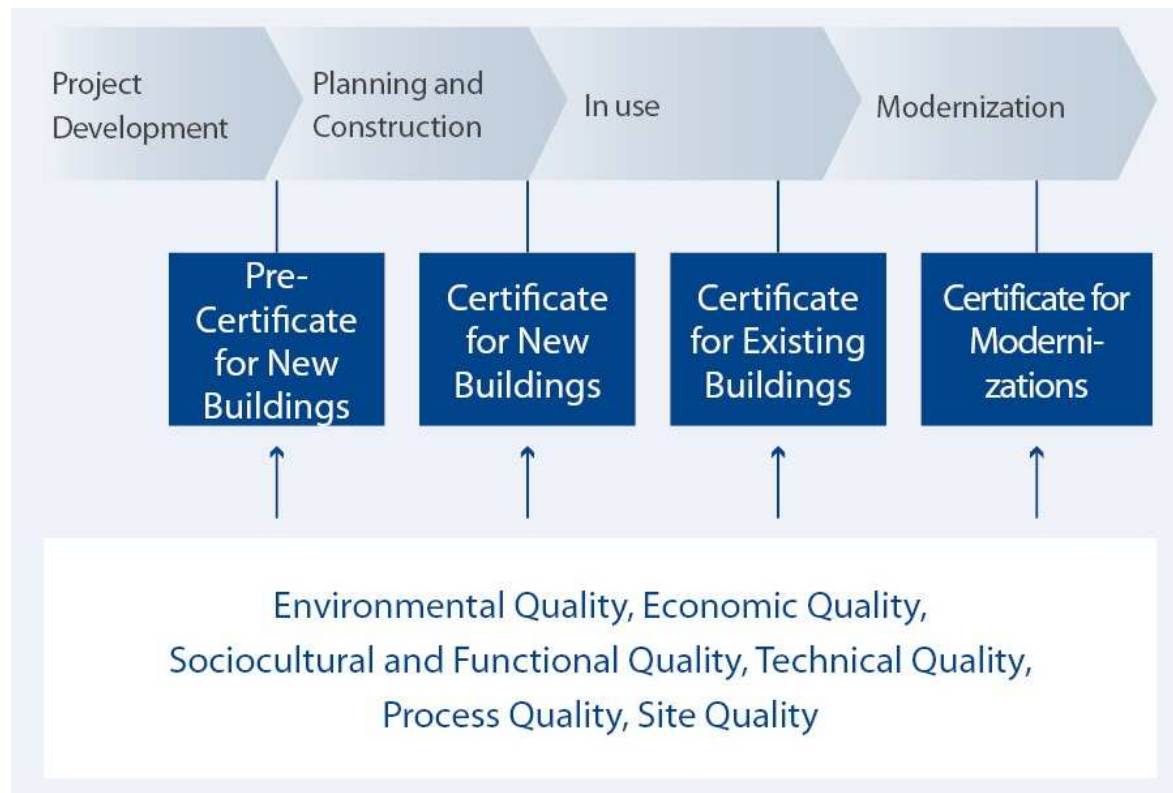 Project
Development
Planning and
Construction
In use
Modernization
Pre-
Certificate
for New
Buildings
Certificate
for New
Buildings
Certificate
for Existing
Buildings
Certificate for
Moderni-
zations
Environmental Quality, Economic Quality,
Sociocultural and Functional Quality, Technical Quality,
Process Quality, Site Quality